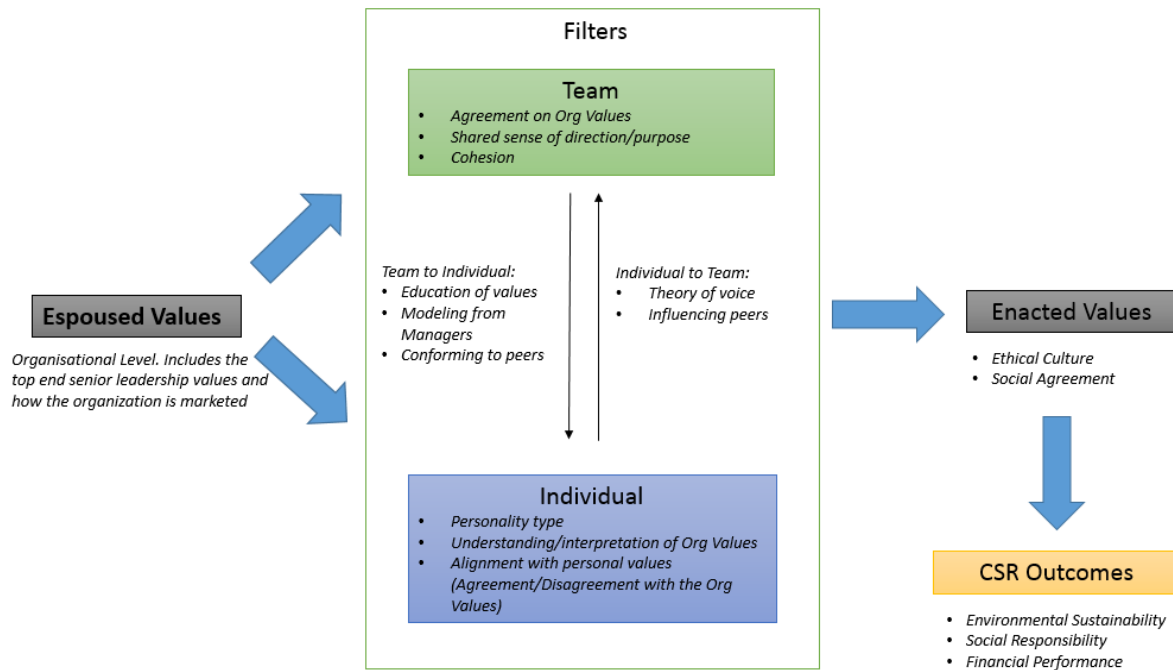 Filters
Team
• Agreement on Org Values
• Shared sense of direction/purpose
• Cohesion
Team to Individual:
• Education of values
• Modeling from
Managers
• Conforming to peers
Individual to Team:
• Theory of voice
• Influencing peers
Espoused Values
Organisational Level. Includes the
top end senior leadership values and
how the organization is marketed
Individual
• Personality type
• Understanding/interpretation of Org Values
• Alignment with personal values
(Agreement/Disagreement with the Org
Values)
Enacted Values
• Ethical Culture
• Social Agreement
CSR Outcomes
• Environmental Sustainability
• Social Responsibility
• Financial Performance